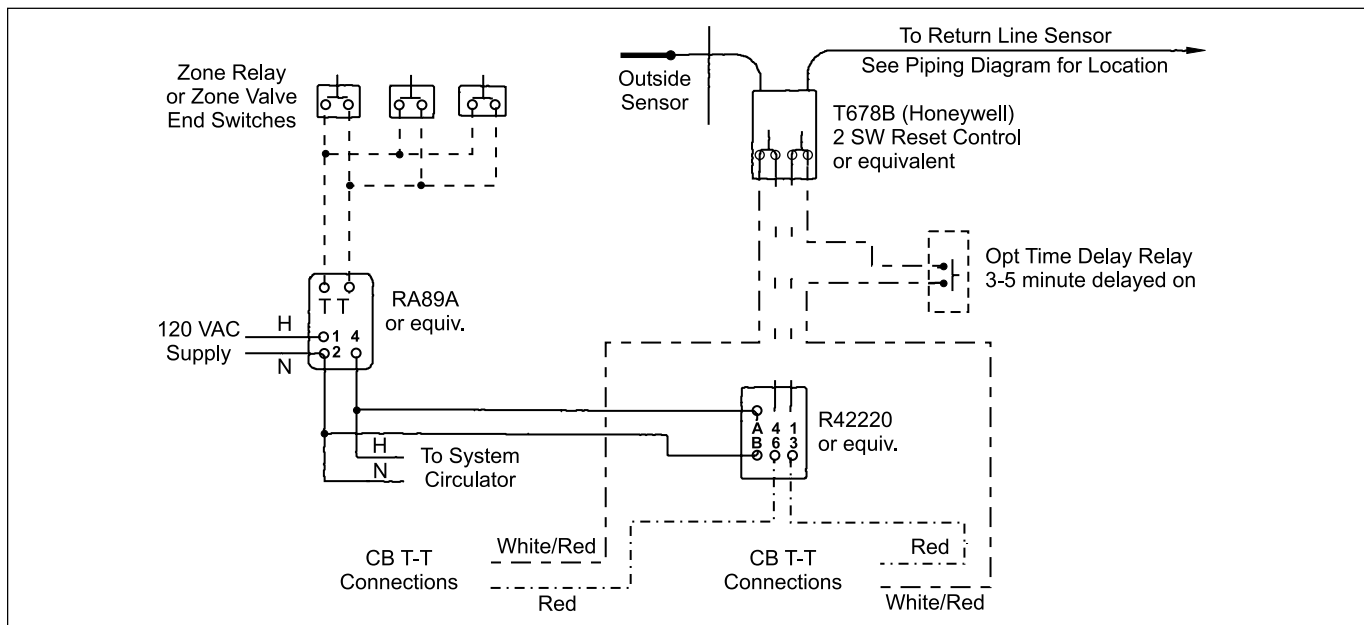 To Return Line Sensor
See Piping Diagram for Location
Outside
Sensor
Zone Relay
or Zone Valve
End Switches
T678B (Honeywell)
2 SW Reset Control
or equivalent
Opt Time Delay Relay
3-5 minute delayed on
T T
RA89A
or equiv.
120 VAC
Supply
H
N
1 4
2
A 4 1
B 6 3
R42220
or equiv.
H
N
To System
Circulator
CB T-T
Connections
White/Red
Red
CB T-T
Connections
Red
White/Red